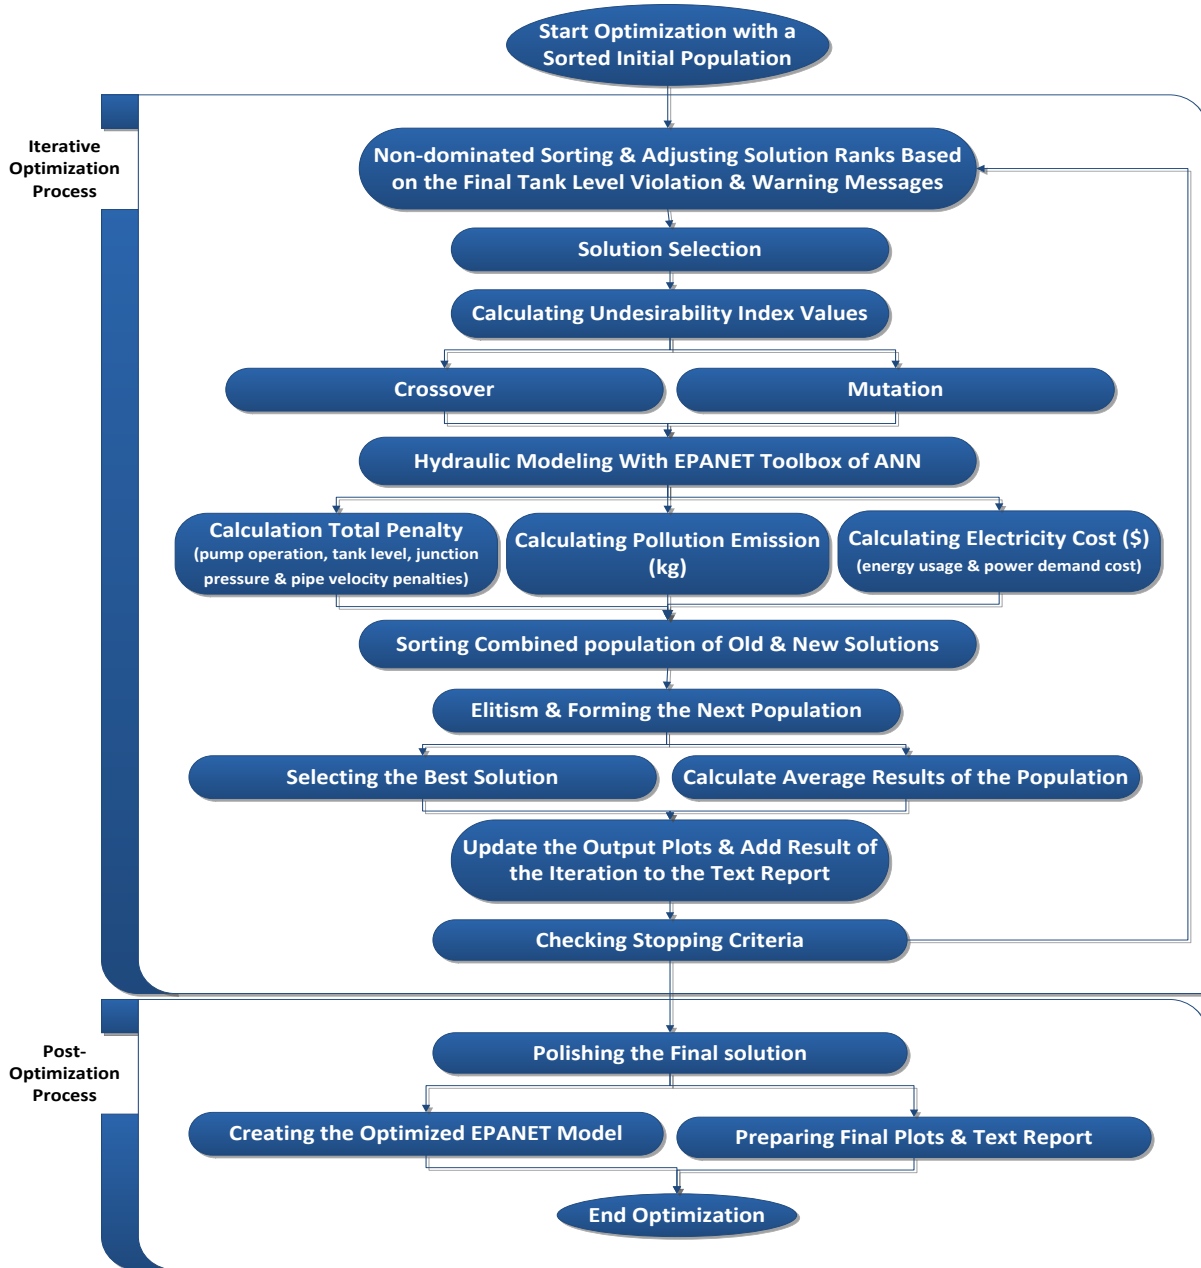 Start Optimization with a
Sorted Initial Population
Iterative
Optimization
Process
Non-dominated Sorting & Adjusting Solution Ranks Based
on the Final Tank Level Violation & Warning Messages
Solution Selection
Calculating Undesirability Index Values
Crossover
Mutation
Hydraulic Modeling With EPANET Toolbox of ANN
Calculation Total Penalty
(pump operation, tank level, junction
pressure & pipe velocity penalties)
Calculating Pollution Emission
(kg)
Calculating Electricity Cost ($)
(energy usage & power demand cost)
Sorting Combined population of Old & New Solutions
Elitism & Forming the Next Population
Selecting the Best Solution
Calculate Average Results of the Population
Update the Output Plots & Add Result of
the Iteration to the Text Report
Checking Stopping Criteria
Post-
Optimization
Process
Polishing the Final solution
Creating the Optimized EPANET Model
Preparing Final Plots & Text Report
End Optimization